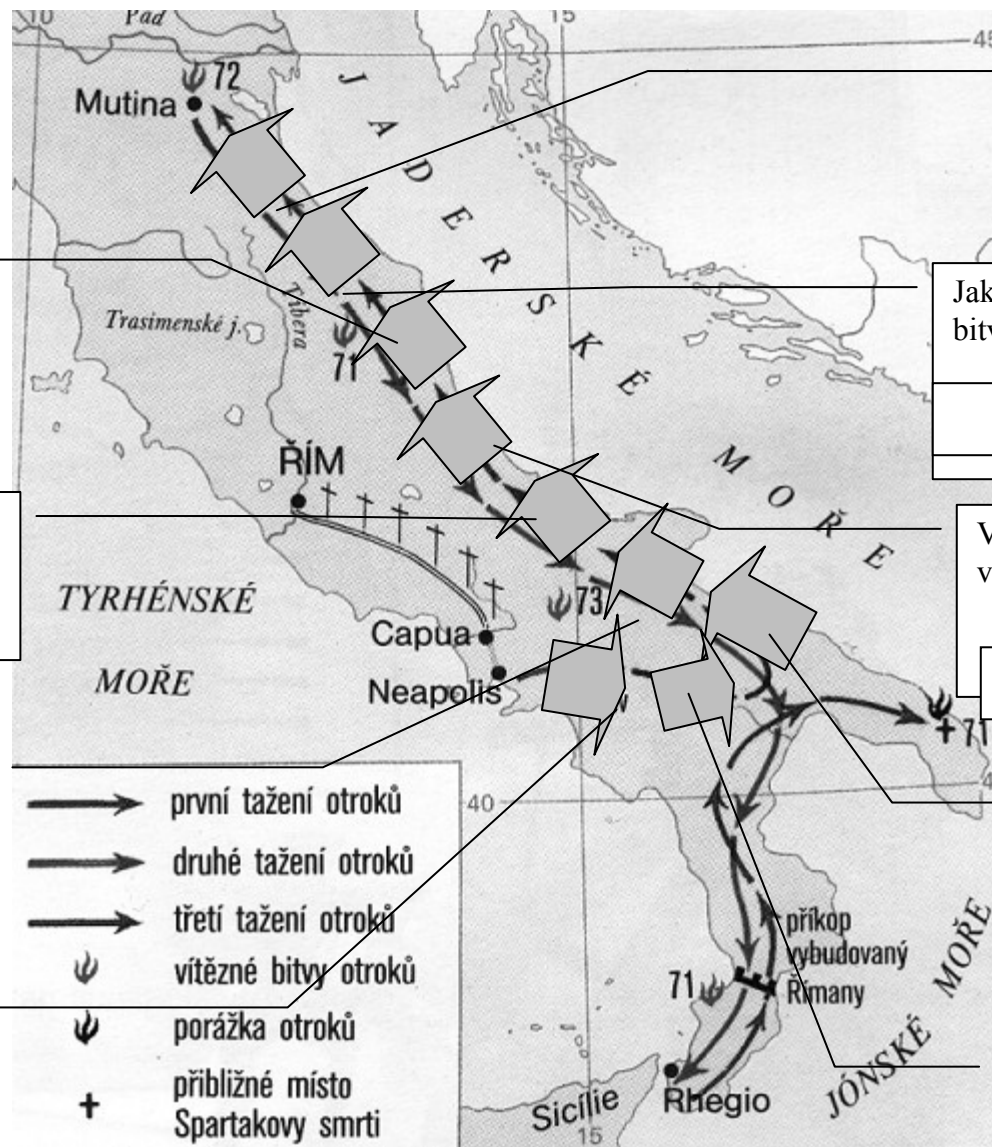 10
Pád
15
45
72
Mutina
JADERSKÉ MOŘE
Trasimenské j.
Tibera
71
Jak
bitv
ŘÍM
V
v
TYRHÉNSKÉ
MOŘE
73
Capua
Neapolis
71
40
první tažení otroků
druhé tažení otroků
třetí tažení otroků
vítězné bitvy otroků
porážka otroků
přibližné místo
Spartakovy smrti
příkop
vybudovaný
Římany
71
JÓNSKÉ MOŘE
Sicílie
Rhegio
15